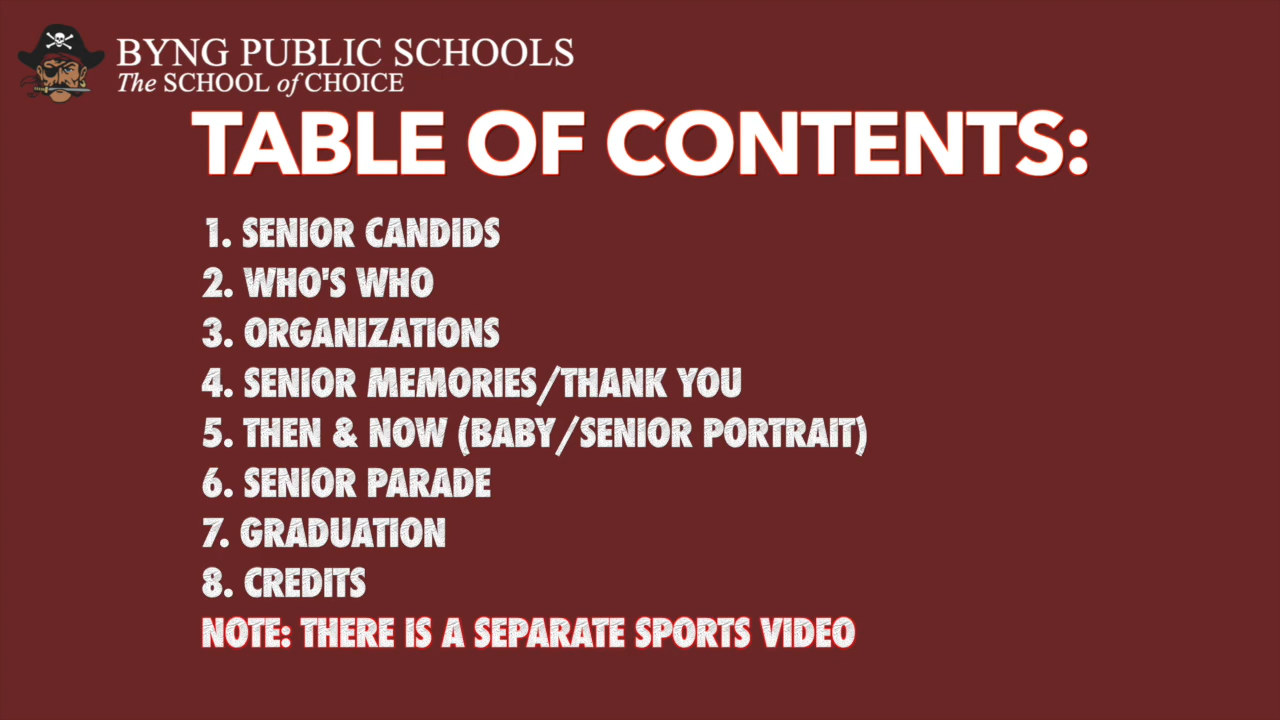 BYNG PUBLIC SCHOOLS
The SCHOOL of CHOICE
TABLE OF CONTENTS:
1. SENIOR CANDIDS
2. WHO'S WHO
3. ORGANIZATIONS
4. SENIOR MEMORIES/THANK YOU
5. THEN & NOW (BABY/SENIOR PORTRAIT)
6. SENIOR PARADE
7. GRADUATION
8. CREDITS
NOTE: THERE IS A SEPARATE SPORTS VIDEO